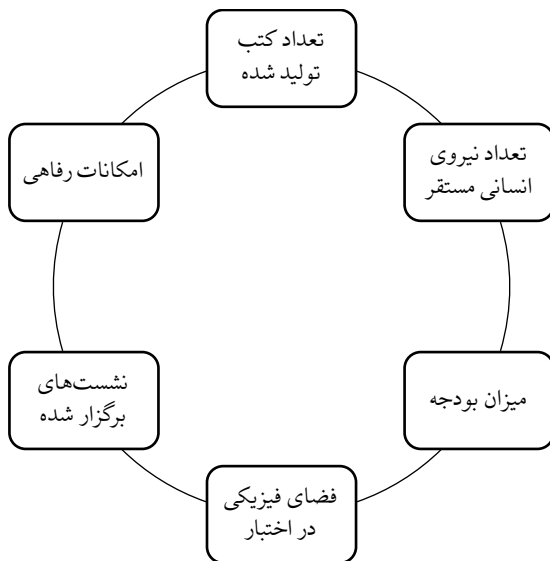 تعداد کتب
تولید شده
تعداد نیروی
انسانی مستقر
میزان بودجه
فضای فیزیکی
در اختبار
نشست‌های
برگزار شده
امکانات رفاهی